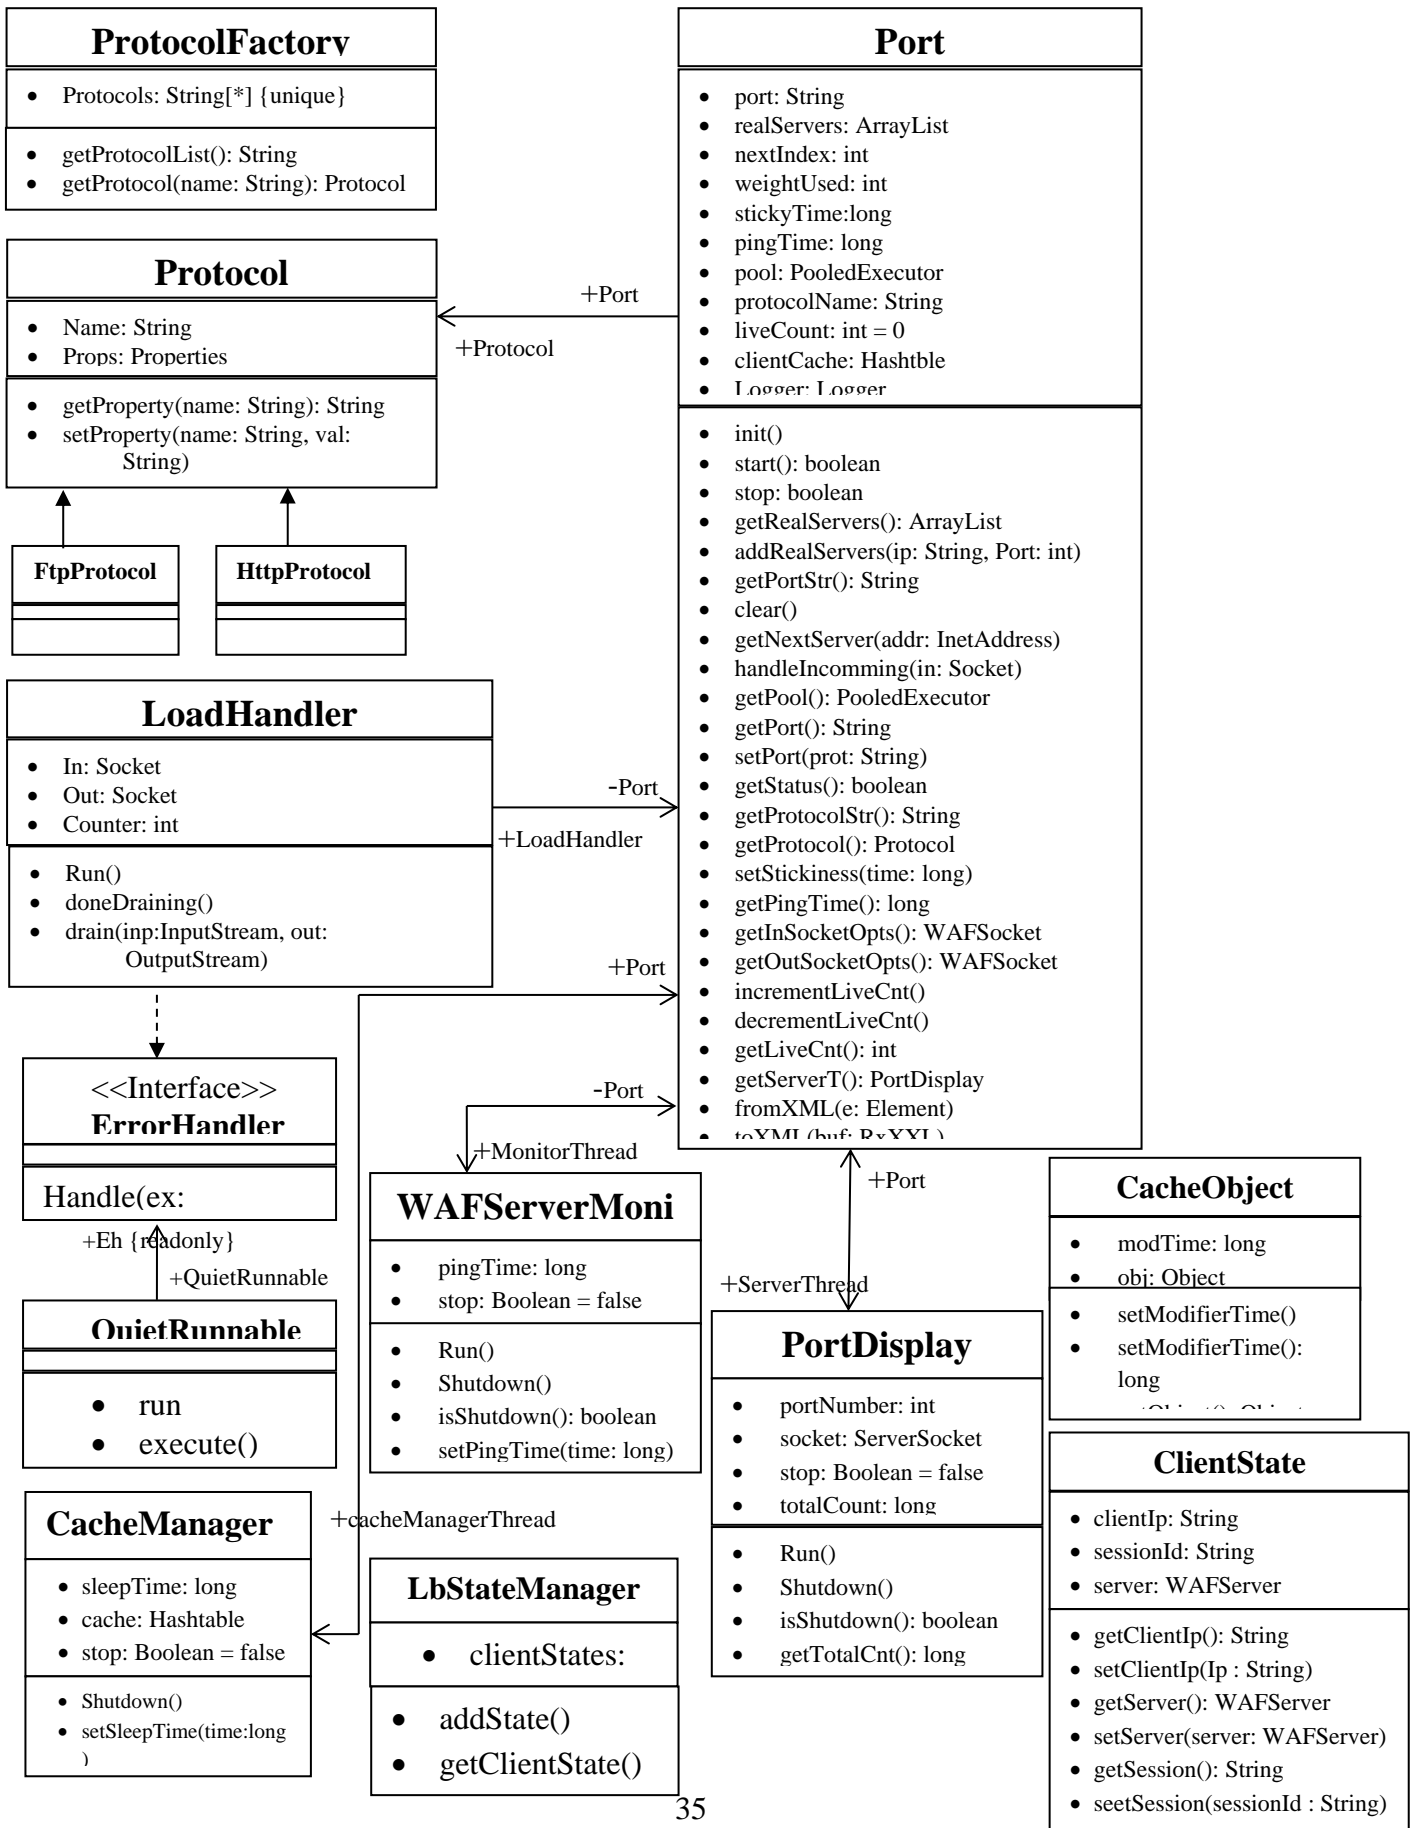 ProtocolFactory
• Protocols: String[*] {unique}
• getProtocolList(): String
• getProtocol(name: String): Protocol
Protocol
• Name: String
• Props: Properties
• getProperty(name: String): String
• setProperty(name: String, val:
String)
FtpProtocol
HttpProtocol
+Port
+Protocol
Port
• port: String
• realServers: ArrayList
• nextIndex: int
• weightUsed: int
• stickyTime:long
• pingTime: long
• pool: PooledExecutor
• protocolName: String
• liveCount: int = 0
• clientCache: Hashtble
• Logger: Logger
• init()
• start(): boolean
• stop: boolean
• getRealServers(): ArrayList
• addRealServers(ip: String, Port: int)
• getPortStr(): String
• clear()
• getNextServer(addr: InetAddress)
• handleIncomming(in: Socket)
• getPool(): PooledExecutor
• getPort(): String
• setPort(prot: String)
• getStatus(): boolean
• getProtocolStr(): String
• getProtocol(): Protocol
• setStickiness(time: long)
• getPingTime(): long
• getInSocketOpts(): WAFSocket
• getOutSocketOpts(): WAFSocket
• incrementLiveCnt()
• decrementLiveCnt()
• getLiveCnt(): int
• getServerT(): PortDisplay
• fromXML(e: Element)
• toXML(buf: RxXXL)
LoadHandler
• In: Socket
• Out: Socket
• Counter: int
• Run()
• doneDraining()
• drain(inp:InputStream, out:
OutputStream)
-Port
+LoadHandler
+Port
<<Interface>>
ErrorHandler
Handle(ex:
+Eh {readonly}
+QuietRunnable
QuietRunnable
• run
• execute()
-Port
+MonitorThread
WAFServerMoni
• pingTime: long
• stop: Boolean = false
• Run()
• Shutdown()
• isShutdown(): boolean
• setPingTime(time: long)
+Port
+ServerThread
PortDisplay
• portNumber: int
• socket: ServerSocket
• stop: Boolean = false
• totalCount: long
• Run()
• Shutdown()
• isShutdown(): boolean
• getTotalCnt(): long
CacheObject
• modTime: long
• obj: Object
• setModifierTime()
• setModifierTime():
long
ClientState
• clientIp: String
• sessionId: String
• server: WAFServer
• getClientIp(): String
• setClientIp(Ip : String)
• getServer(): WAFServer
• setServer(server: WAFServer)
• getSession(): String
• seetSession(sessionId : String)
CacheManager
• sleepTime: long
• cache: Hashtable
• stop: Boolean = false
• Shutdown()
• setSleepTime(time:long
)
+cacheManagerThread
LbStateManager
• clientStates:
• addState()
• getClientState()
35